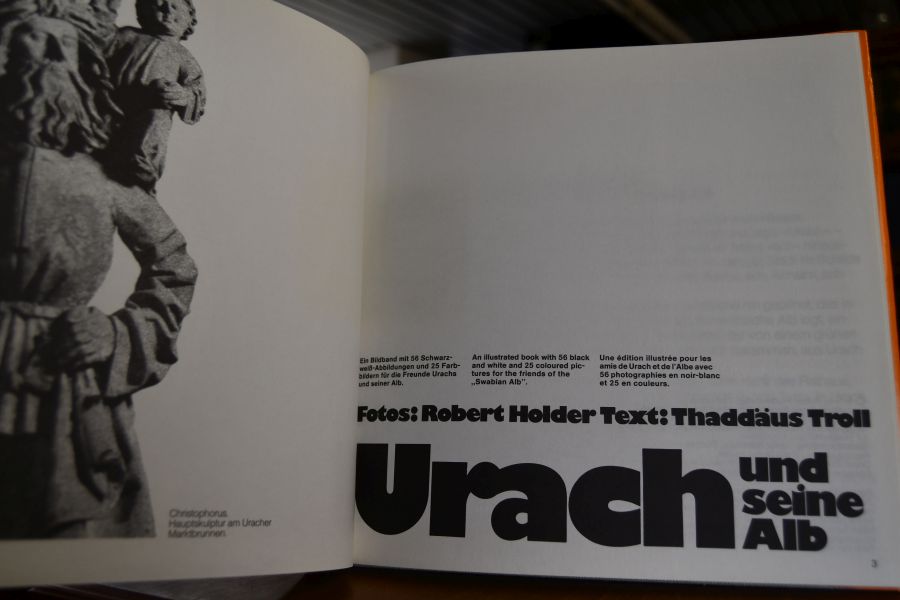 Christophorus.
Hauptskulptur am Uracher
Marktbrunnen.
Ein Bildband mit 56 Schwarz-
weiß-Abbildungen und 25 Farb-
bildern für die Freunde Urachs
und seiner Alb.
An illustrated book with 56 black
and white and 25 coloured pic-
tures for the friends of the
„Swabian Alb“.
Une édition illustrée pour les
amis de Urach et de l'Albe avec
56 photographies en noir-blanc
et 25 en couleurs.
Fotos: Robert Holder Text: Thaddäus Troll
Urach und
seine
Alb
3